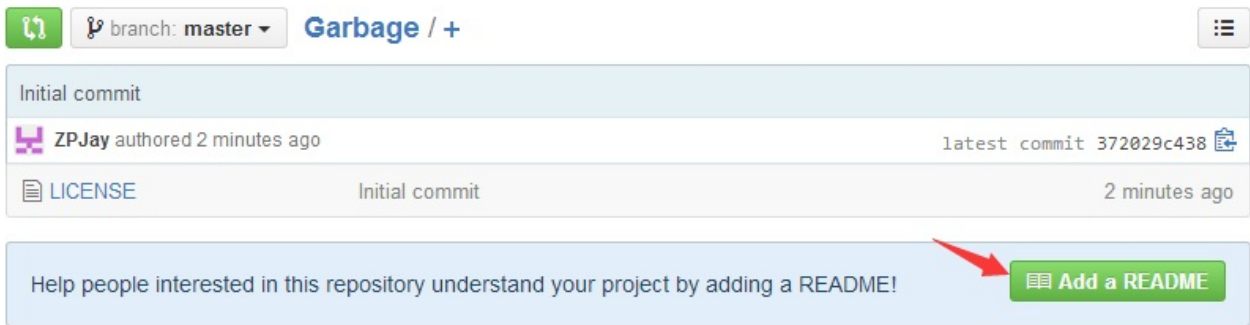 branch: master Garbage / +
Initial commit
ZPJay authored 2 minutes ago latest commit 372029c438
LICENSE Initial commit 2 minutes ago
Help people interested in this repository understand your project by adding a README! Add a README